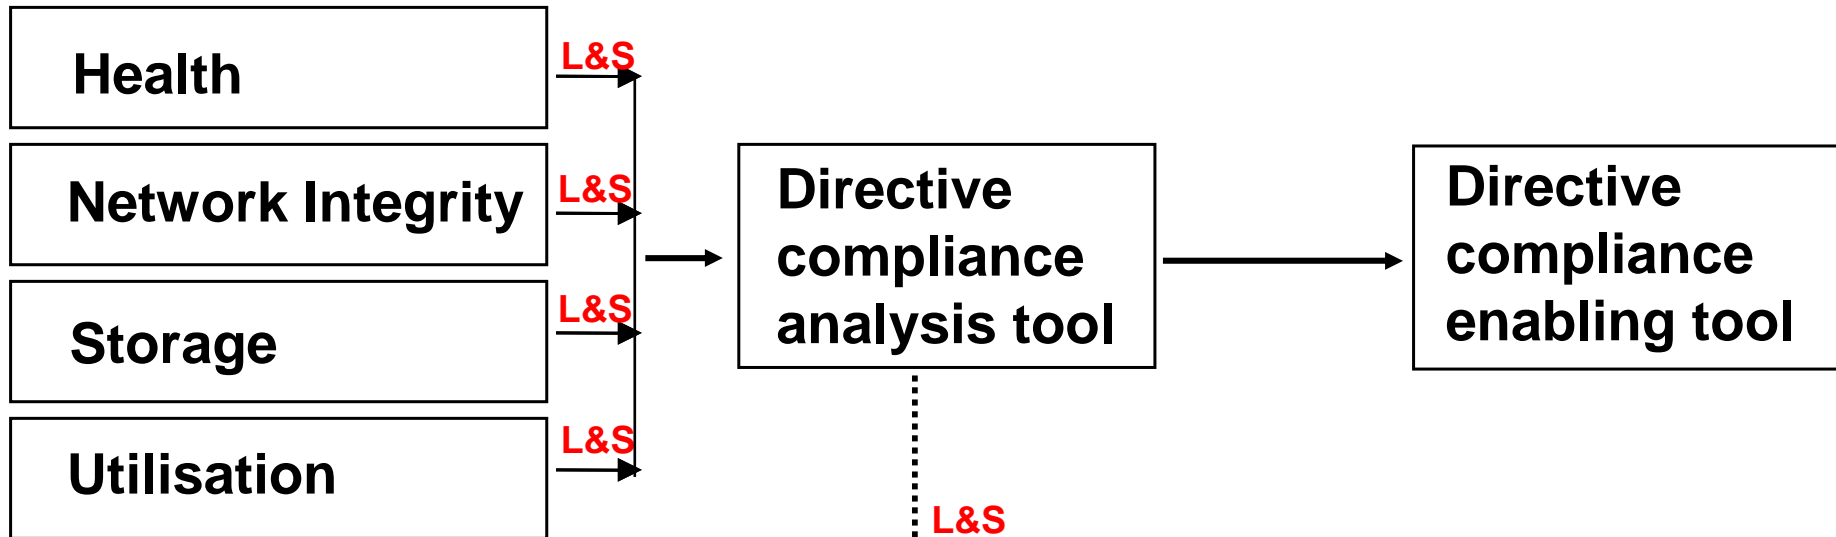 Health
L&S
Network Integrity
L&S
Storage
L&S
Utilisation
L&S
Directive
compliance
analysis tool
L&S
Directive
compliance
enabling tool